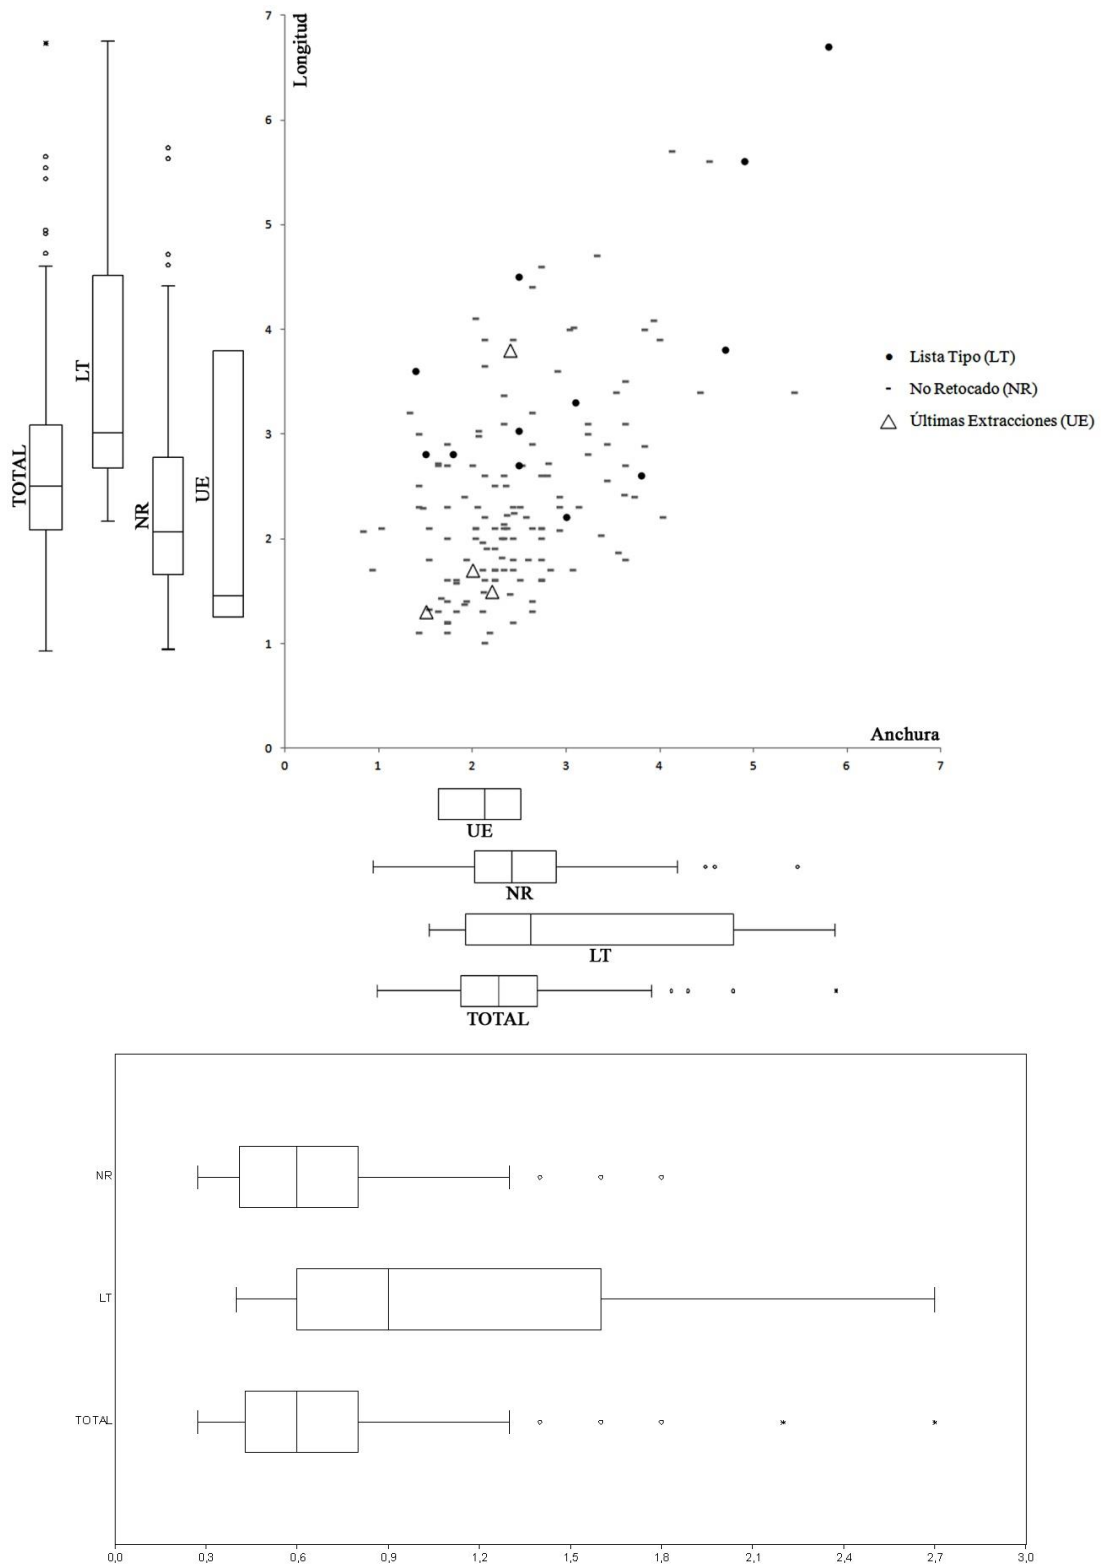 7
Longitud
6
5
4
3
2
1
0
0 1 2 3 4 5 6 7
Anchura
Lista Tipo (LT)
No Retocado (NR)
Últimas Extracciones (UE)
TOTAL
LT
NR
UE
UE
NR
LT
TOTAL
NR
LT
TOTAL
0,0 0,3 0,6 0,9 1,2 1,5 1,8 2,1 2,4 2,7 3,0